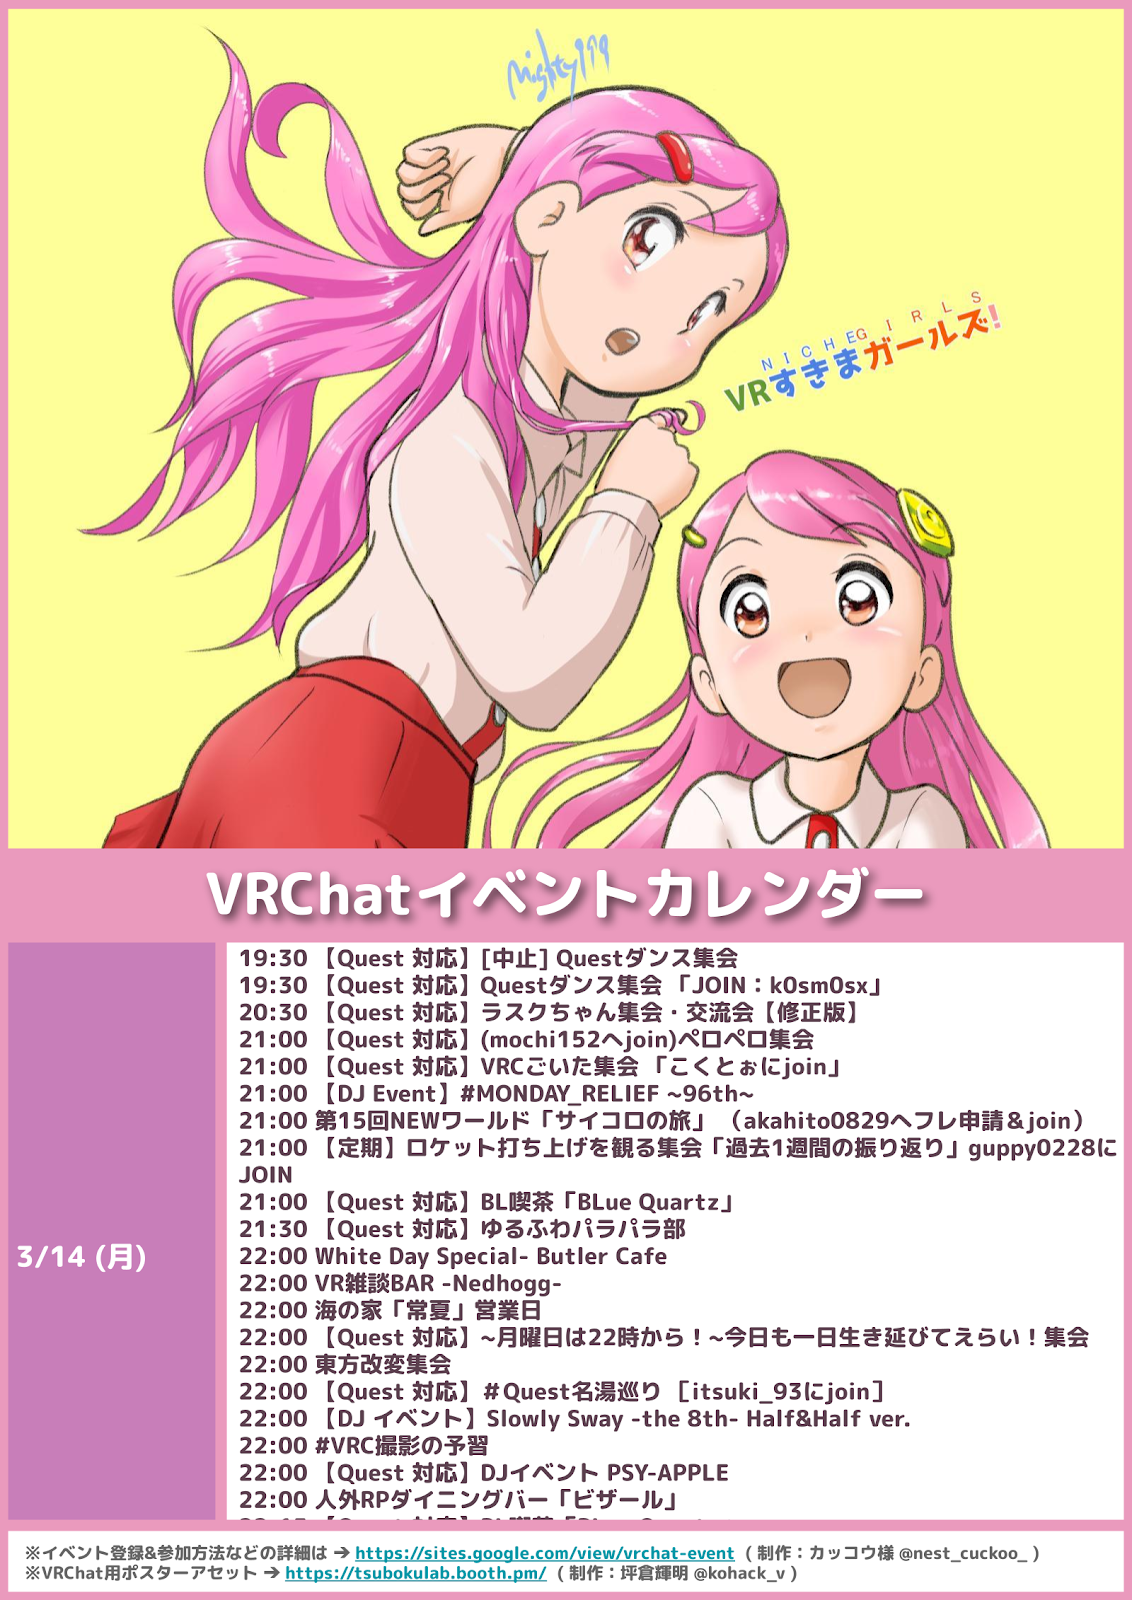 mighty199
NICHE GIRLS
VRすきまガールズ!
VRChatイベントカレンダー
3/14 (月)
19:30 【Quest 対応】[中止] Questダンス集会
19:30 【Quest 対応】Questダンス集会 「JOIN：k0sm0sx」
20:30 【Quest 対応】ラスクちゃん集会・交流会【修正版】
21:00 【Quest 対応】(mochi152へjoin)ペロペロ集会
21:00 【Quest 対応】VRCごいた集会 「こくとぉにjoin」
21:00 【DJ Event】#MONDAY_RELIEF ~96th~
21:00 第15回NEWワールド「サイコロの旅」 （akahito0829へフレ申請＆join）
21:00 【定期】ロケット打ち上げを観る集会「過去1週間の振り返り」guppy0228に
JOIN
21:00 【Quest 対応】BL喫茶「BLue Quartz」
21:30 【Quest 対応】ゆるふわパラパラ部
22:00 White Day Special- Butler Cafe
22:00 VR雑談BAR -Nedhogg-
22:00 海の家「常夏」営業日
22:00 【Quest 対応】~月曜日は22時から！~今日も一日生き延びてえらい！集会
22:00 東方改変集会
22:00 【Quest 対応】＃Quest名湯巡り ［itsuki_93にjoin］
22:00 【DJ イベント】Slowly Sway -the 8th- Half&Half ver.
22:00 #VRC撮影の予習
22:00 【Quest 対応】DJイベント PSY-APPLE
22:00 人外RPダイニングバー「ビザール」
※イベント登録&参加方法などの詳細は ➔ https://sites.google.com/view/vrchat-event ( 制作：カッコウ様 @nest_cuckoo_ )
※VRChat用ポスターアセット ➔ https://tsubokulab.booth.pm/ ( 制作：坪倉輝明 @kohack_v )